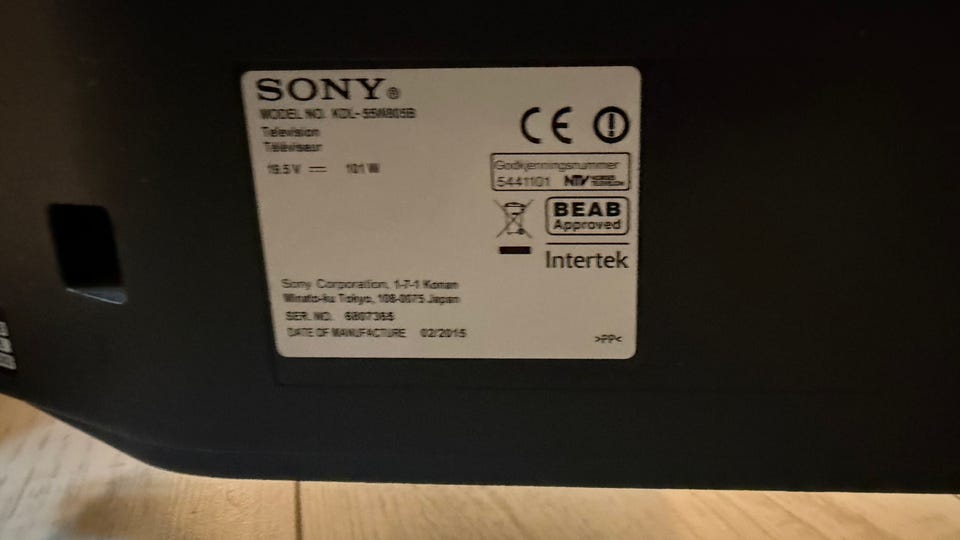 SONY®
MODEL NO. KDL-55W805B
Television
Téléviseur
19.5V 101 W
CE
Godkjenningsnummer
5441101 NTV
BEAB
Approved
Intertek
Sony Corporation, 1-7-1 Konan
Minato-ku Tokyo, 108-0075 Japan
SER. NO. 6807365
DATE OF MANUFACTURE 02/2015
>PP<